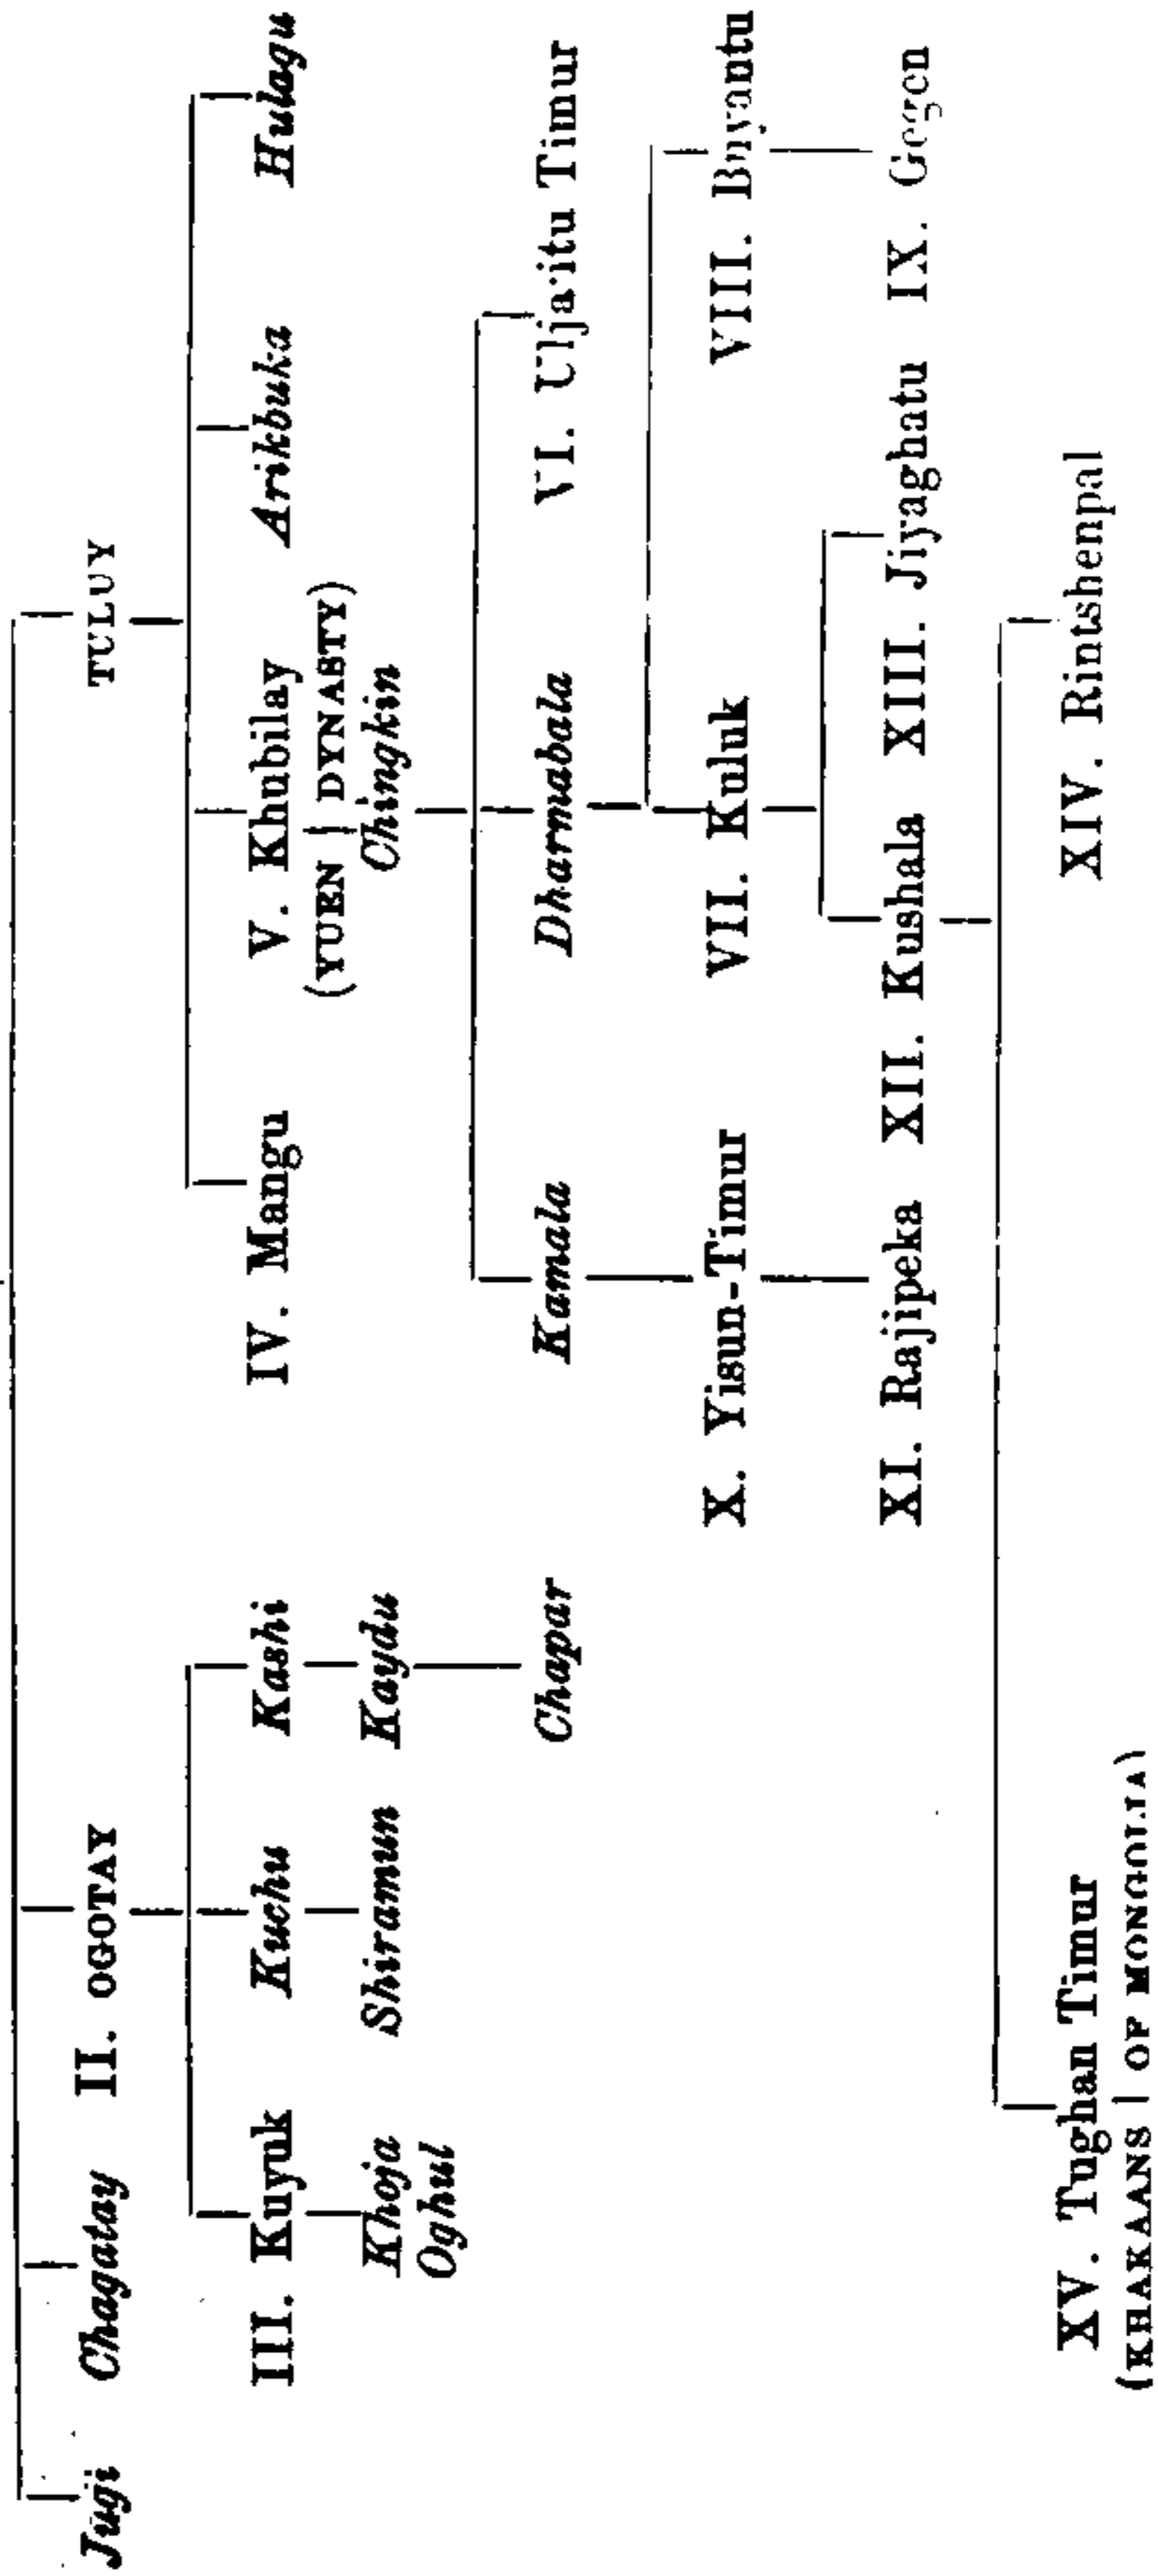 Juji Chagatay II. OGOTAY TULUY
III. Kuyuk Kuchu Kashi IV. Mangu V. Khubilay Arikbuka Hulagu
(YUEN DYNASTY)
Khoja Shiramun Kaydu Chingkin
Oghul
Chapar Kamala Dharmabala VI. Uljaitu Timur
X. Yisun-Timur VII. Kuluk VIII. Buyantu
XI. Rajipeka XII. Kushala XIII. Jiyaghatu IX. Gegen
XV. Tughan Timur XIV. Rintshenpal
(KHAKAANS OF MONGOLIA)